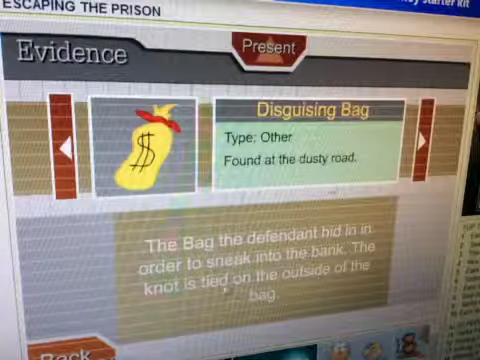 ESCAPING THE PRISON
Evidence
Present
Disguising Bag
Type: Other
Found at the dusty road.
The Bag the defendant hid in in
order to sneak into the bank. The
knot is tied on the outside of the
bag.
Back